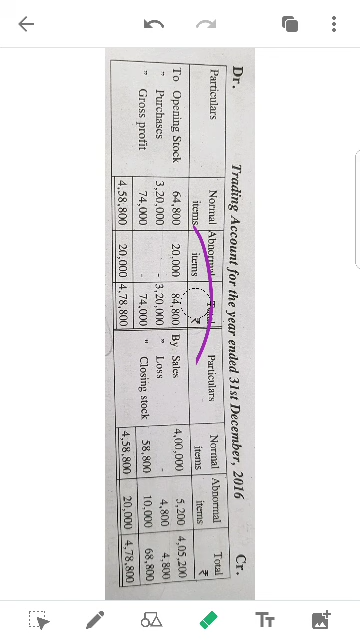 Dr. Trading Account for the year ended 31st December, 2016 Cr.
Particulars Normal items Abnormal items Total ₹ Particulars Normal items Abnormal items Total ₹
To Opening Stock 64,800 20,000 84,800 By Sales 4,00,000 5,200 4,05,200
" Purchases 3,20,000 - 3,20,000 " Loss - 4,800 4,800
" Gross profit 74,000 - 74,000 " Closing stock 58,800 10,000 68,800
4,58,800 20,000 4,78,800 4,58,800 20,000 4,78,800
TT